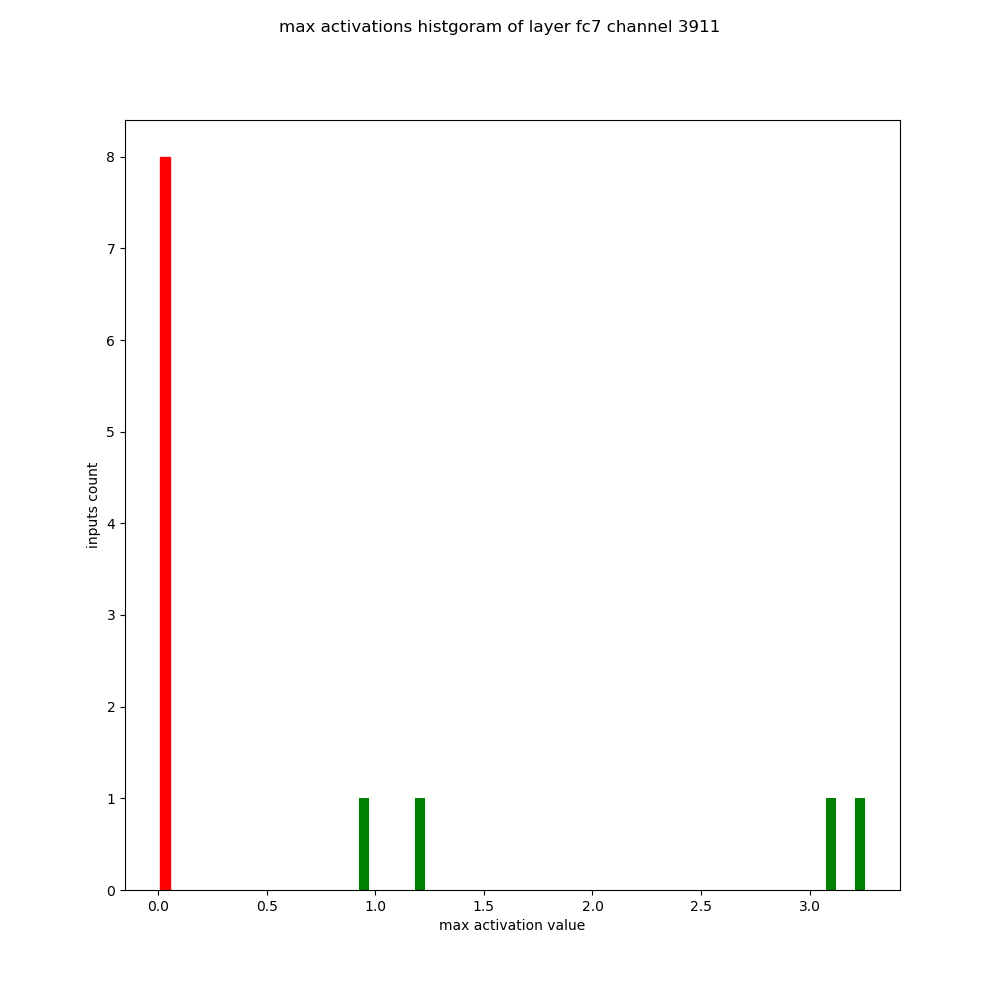 max activations histgoram of layer fc7 channel 3911
8
7
6
5
4
3
2
1
0
inputs count
0.0 0.5 1.0 1.5 2.0 2.5 3.0
max activation value